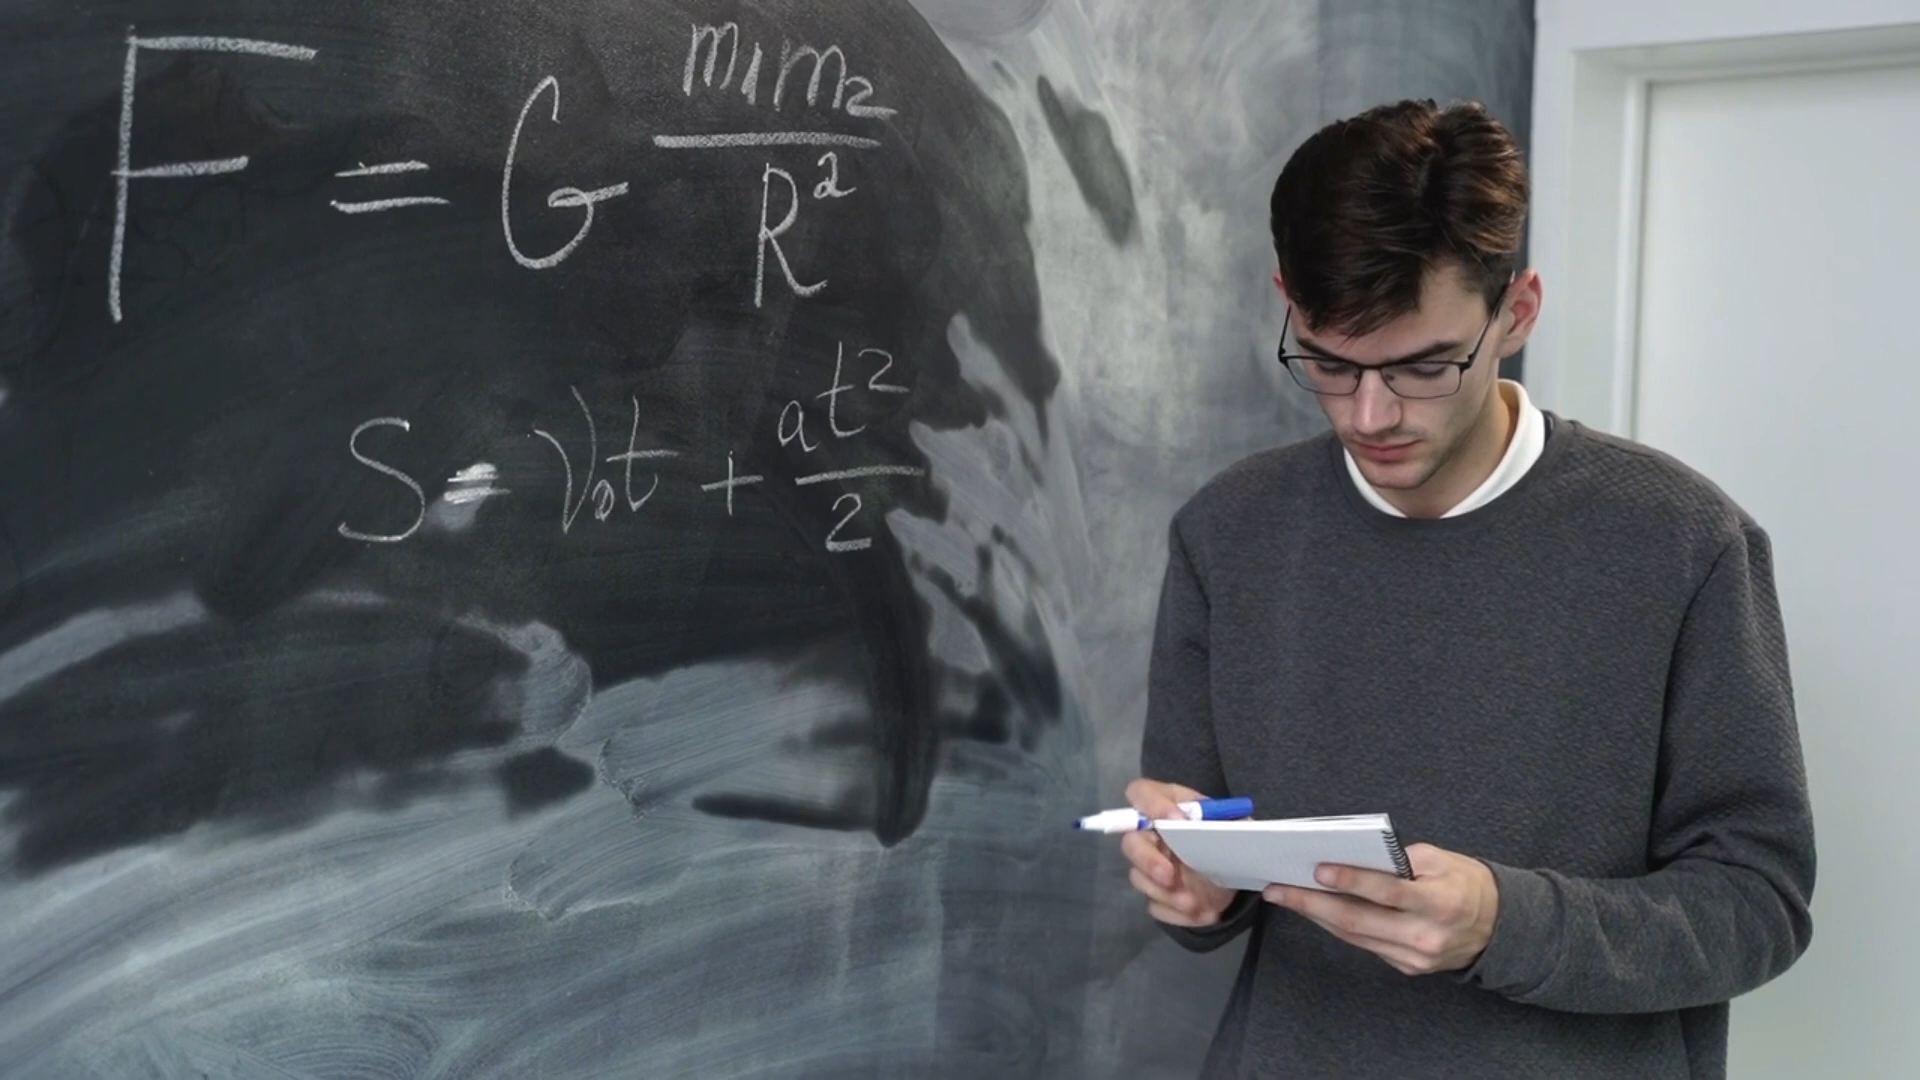 F = G m₁m₂/R²
S = V₀t + at²/2